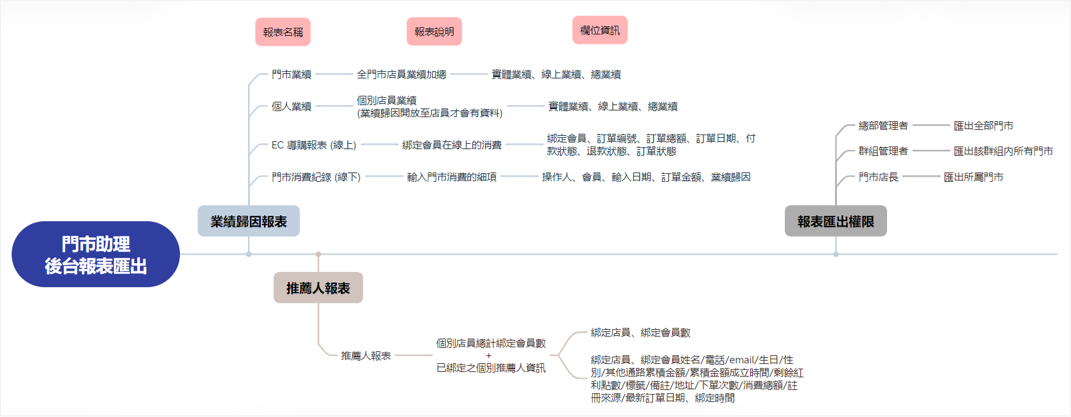 報表名稱
報表說明
欄位資訊
門市業績
全門市店員業績加總
實體業績、線上業績、總業績
個人業績
個別店員業績
(業績歸因開放至店員才會有資料)
實體業績、線上業績、總業績
EC 導購報表 (線上)
綁定會員在線上的消費
綁定會員、訂單編號、訂單總額、訂單日期、付
款狀態、退款狀態、訂單狀態
門市消費紀錄 (線下)
輸入門市消費的細項
操作人、會員、輸入日期、訂單金額、業績歸因
總部管理者
匯出全部門市
群組管理者
匯出該群組內所有門市
門市店長
匯出所屬門市
業績歸因報表
報表匯出權限
門市助理
後台報表匯出
推薦人報表
推薦人報表
個別店員總計綁定會員數
+
已綁定之個別推薦人資訊
綁定店員、綁定會員數
綁定店員、綁定會員姓名/電話/email/生日/性
別/其他通路累積金額/累積金額成立時間/剩餘紅
利點數/標籤/備註/地址/下單次數/消費總額/註
冊來源/最新訂單日期、綁定時間